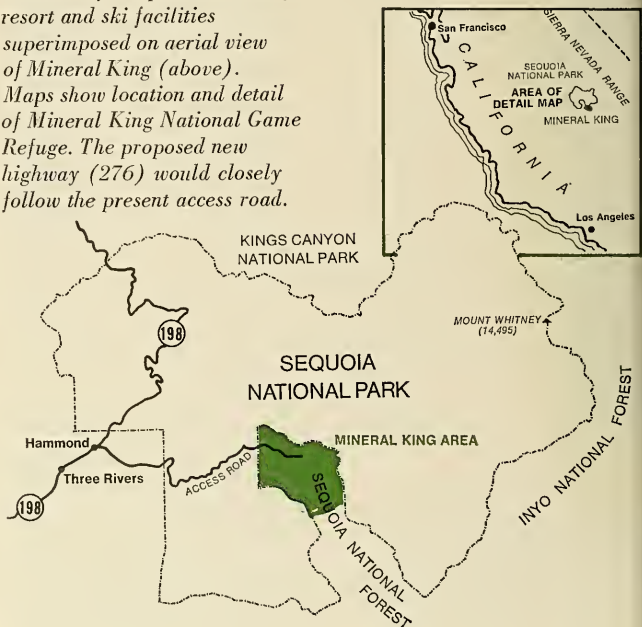 resort and ski facilities
superimposed on aerial view
of Mineral King (above).
Maps show location and detail
of Mineral King National Game
Refuge. The proposed new
highway (276) would closely
follow the present access road.
San Francisco
CALIFORNIA
SIERRA NEVADA RANGE
SEQUOIA
NATIONAL PARK
AREA OF
DETAIL MAP
MINERAL KING
Los Angeles
KINGS CANYON
NATIONAL PARK
198
MOUNT WHITNEY
(14,495)
SEQUOIA
NATIONAL PARK
INYO NATIONAL FOREST
Hammond
MINERAL KING AREA
Three Rivers
ACCESS ROAD
198
SEQUOIA NATIONAL
FOREST